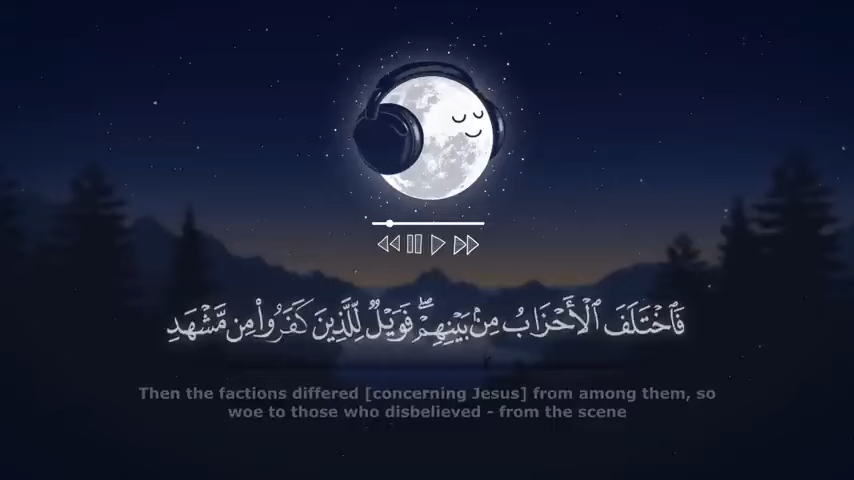 فَٱخْتَلَفَ ٱلْأَحْزَابُ مِنۢ بَيْنِهِمْ ۖ فَوَيْلٌ لِّلَّذِينَ كَفَرُوا۟ مِن مَّشْهَدِ
Then the factions differed [concerning Jesus] from among them, so
woe to those who disbelieved - from the scene